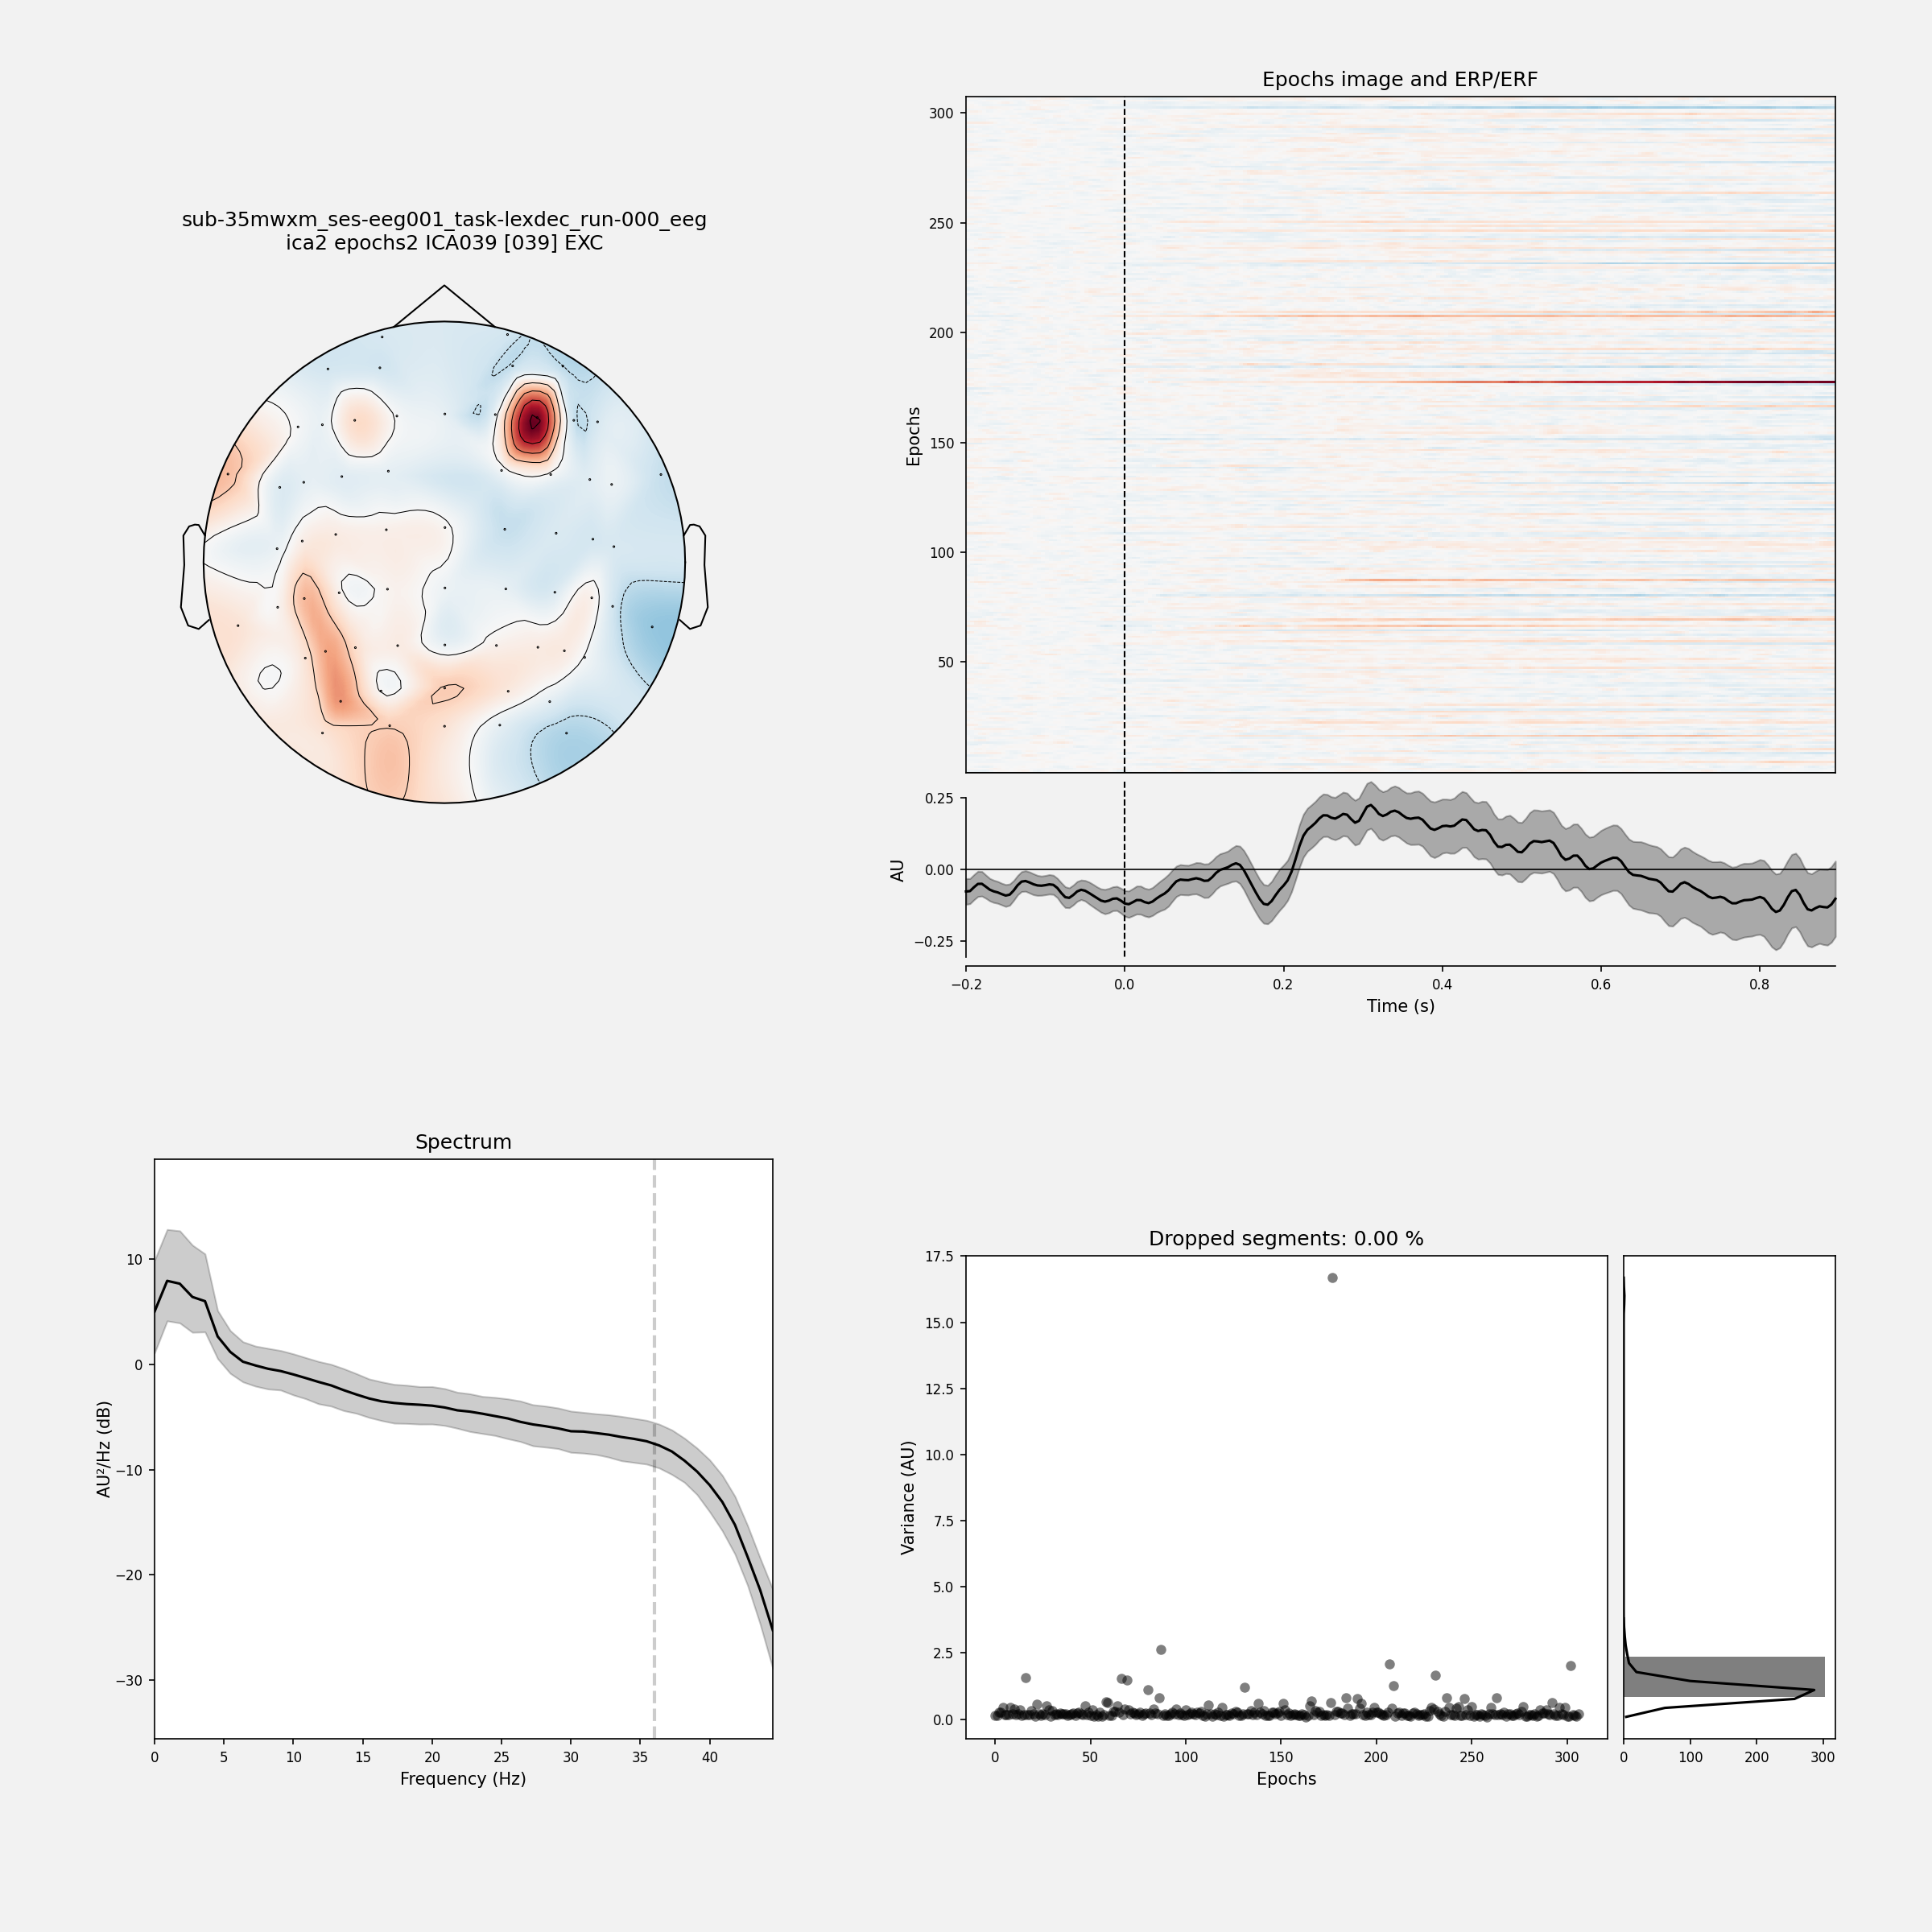 sub-35mwxm_ses-eeg001_task-lexdec_run-000_eeg
ica2 epochs2 ICA039 [039] EXC
Epochs image and ERP/ERF
300
250
200
150
100
50
Epochs
0.25
0.00
−0.25
AU
−0.2 0.0 0.2 0.4 0.6 0.8
Time (s)
Spectrum
10
0
−10
−20
−30
AU²/Hz (dB)
0 5 10 15 20 25 30 35 40
Frequency (Hz)
Dropped segments: 0.00 %
17.5
15.0
12.5
10.0
7.5
5.0
2.5
0.0
Variance (AU)
0 50 100 150 200 250 300
Epochs
0 100 200 300